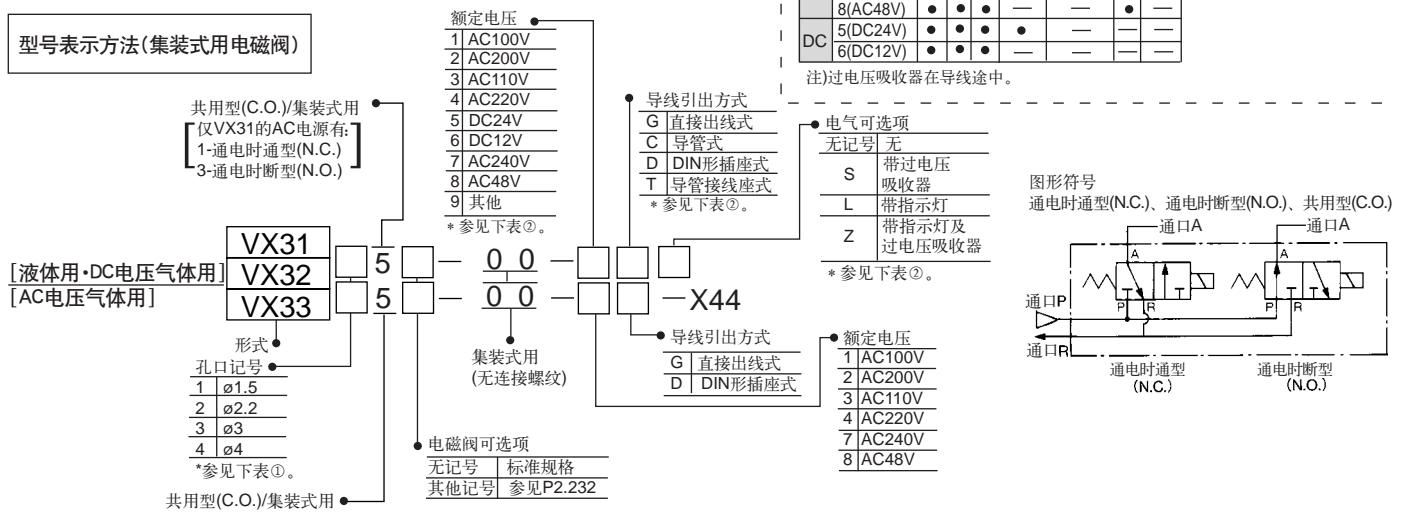 型号表示方法(集装式用电磁阀)
共用型(C.O.)/集装式用
仅VX31的AC电源有:
1-通电时通型(N.C.)
3-通电时断型(N.O.)
额定电压
1 AC100V
2 AC200V
3 AC110V
4 AC220V
5 DC24V
6 DC12V
7 AC240V
8 AC48V
9 其他
* 参见下表②。
导线引出方式
G 直接出线式
C 导管式
D DIN形插座式
T 导管接线座式
* 参见下表②。
8(AC48V) ● ● ● — — ● —
DC 5(DC24V) ● ● ● ● — — —
6(DC12V) ● ● ● — — — —
注)过电压吸收器在导线途中。
电气可选项
无记号 无
S 带过电压
吸收器
L 带指示灯
Z 带指示灯及
过电压吸收器
* 参见下表②。
[液体用·DC电压气体用]
[AC电压气体用]
VX31
VX32
VX33
□ 5 □ — 0 0 — □ □ □
□ 5 □ — 0 0 — □ □ —X44
形式
孔口记号
1 ø1.5
2 ø2.2
3 ø3
4 ø4
*参见下表①。
共用型(C.O.)/集装式用
集装式用
(无连接螺纹)
电磁阀可选项
无记号 标准规格
其他记号 参见P2.232
导线引出方式
G 直接出线式
D DIN形插座式
额定电压
1 AC100V
2 AC200V
3 AC110V
4 AC220V
7 AC240V
8 AC48V
图形符号
通电时通型(N.C.)、通电时断型(N.O.)、共用型(C.O.)
通口A 通口A
A A
P R P R
通口P
通口R
通电时通型 通电时断型
(N.C.) (N.O.)